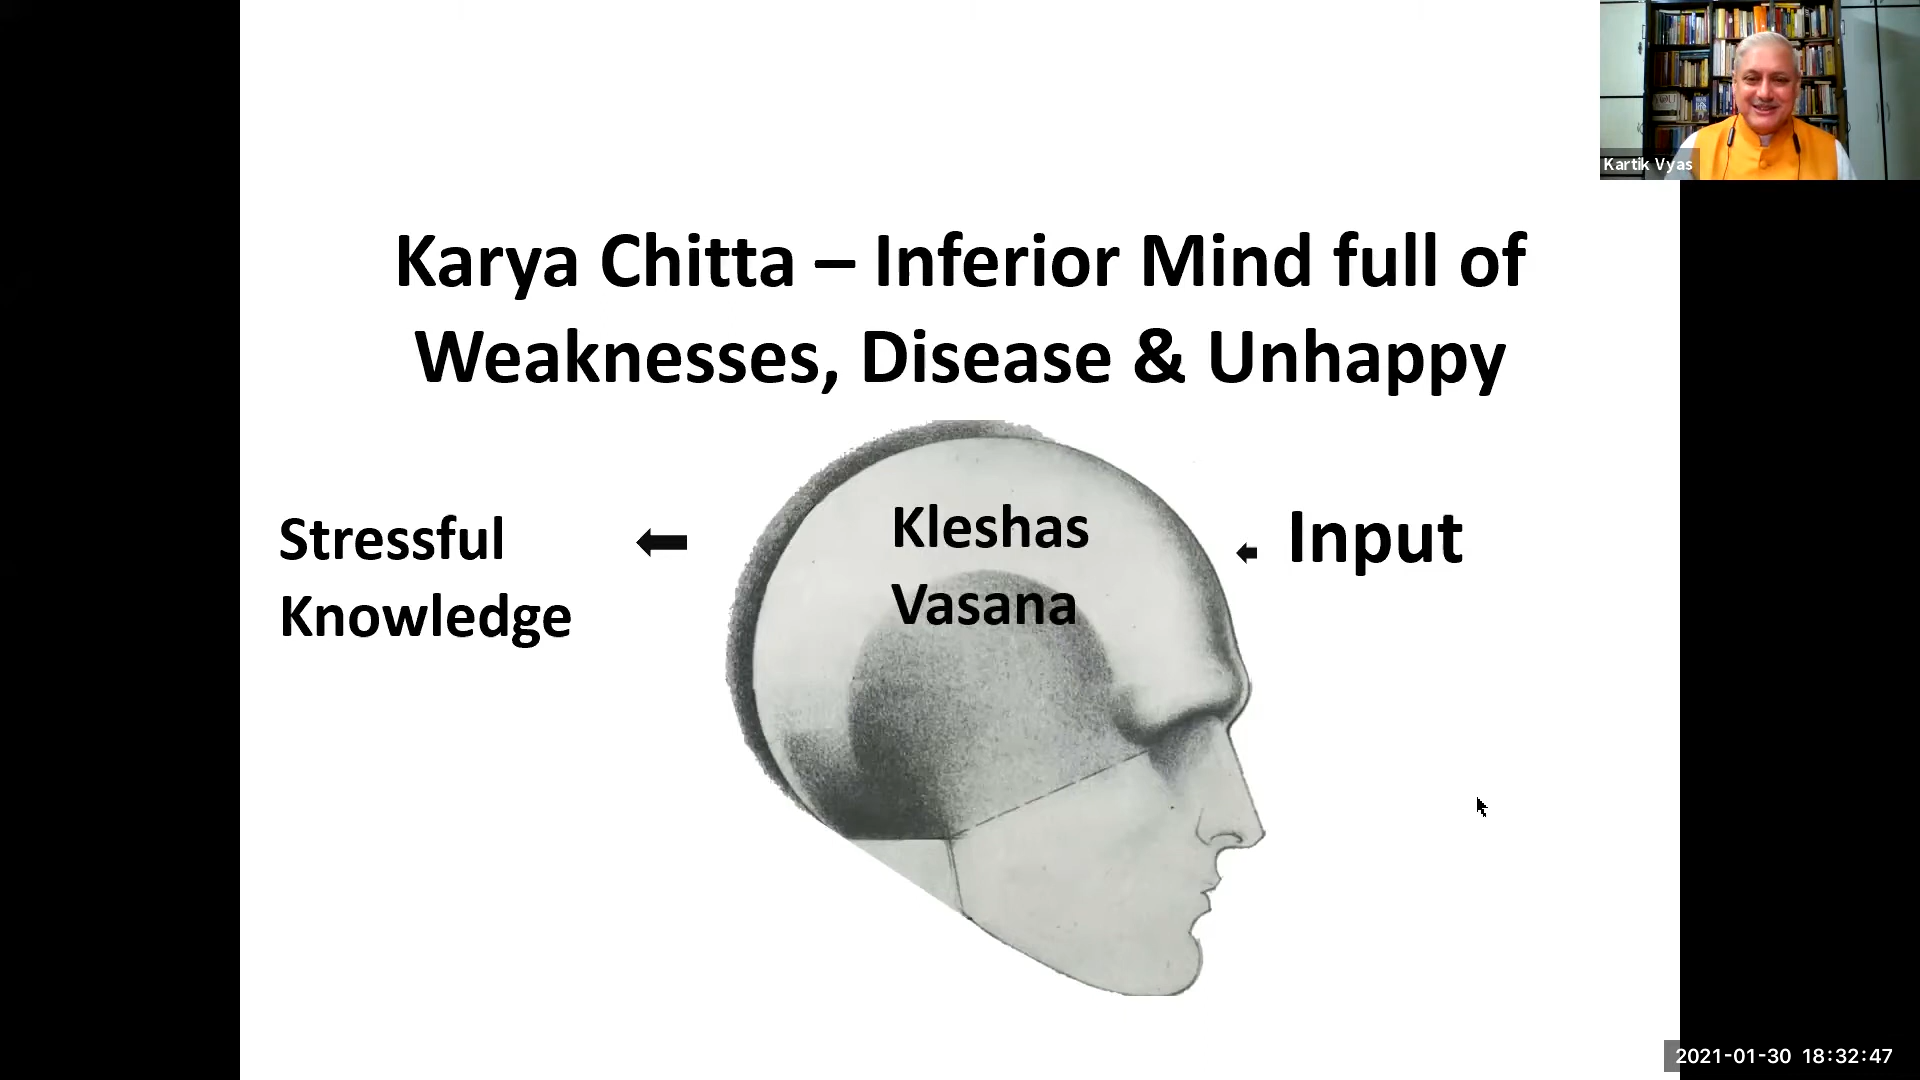 Kartik Vyas
Karya Chitta – Inferior Mind full of
Weaknesses, Disease & Unhappy
Stressful
Knowledge
Kleshas
Vasana
Input
2021-01-30 18:32:47